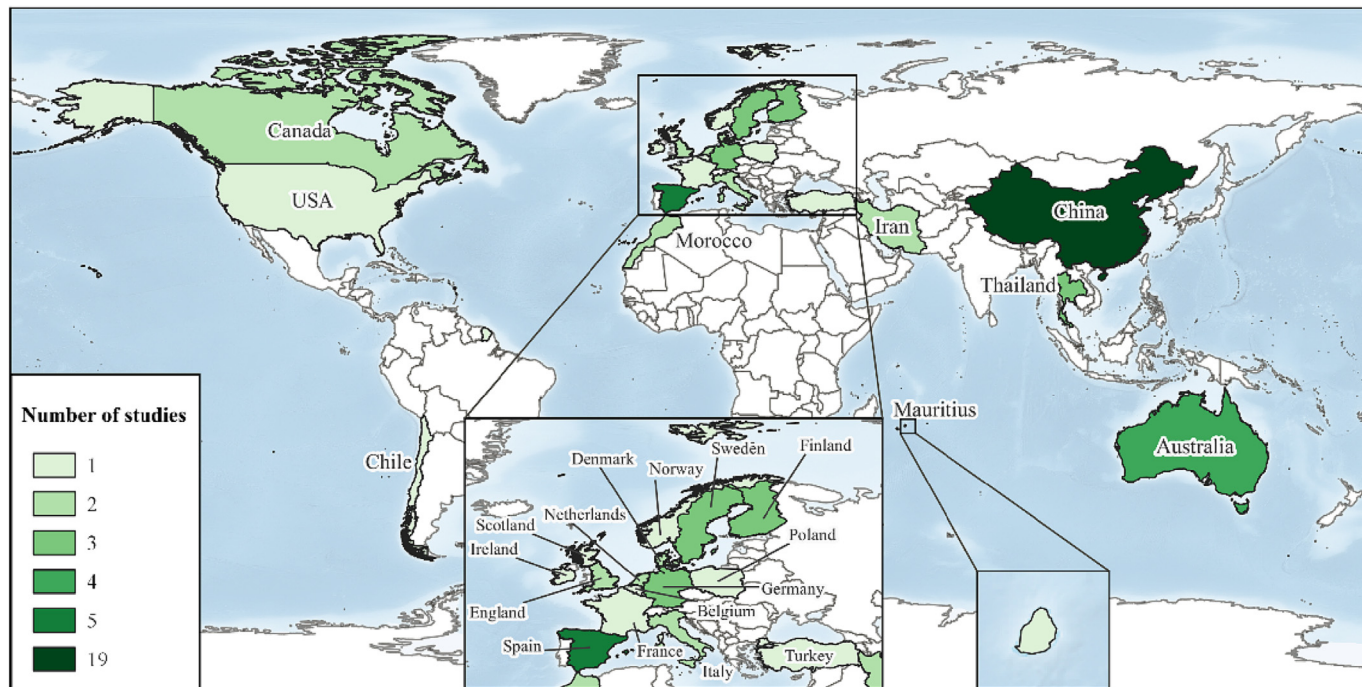 Canada
USA
Morocco
Iran
China
Thailand
Mauritius
Australia
Chile
Number of studies
1
2
3
4
5
19
Denmark
Norway
Swedēn
Finland
Netherlands
Scotland
Ireland
Poland
England
Germany
Belgium
Spain
France
Italy
Turkey